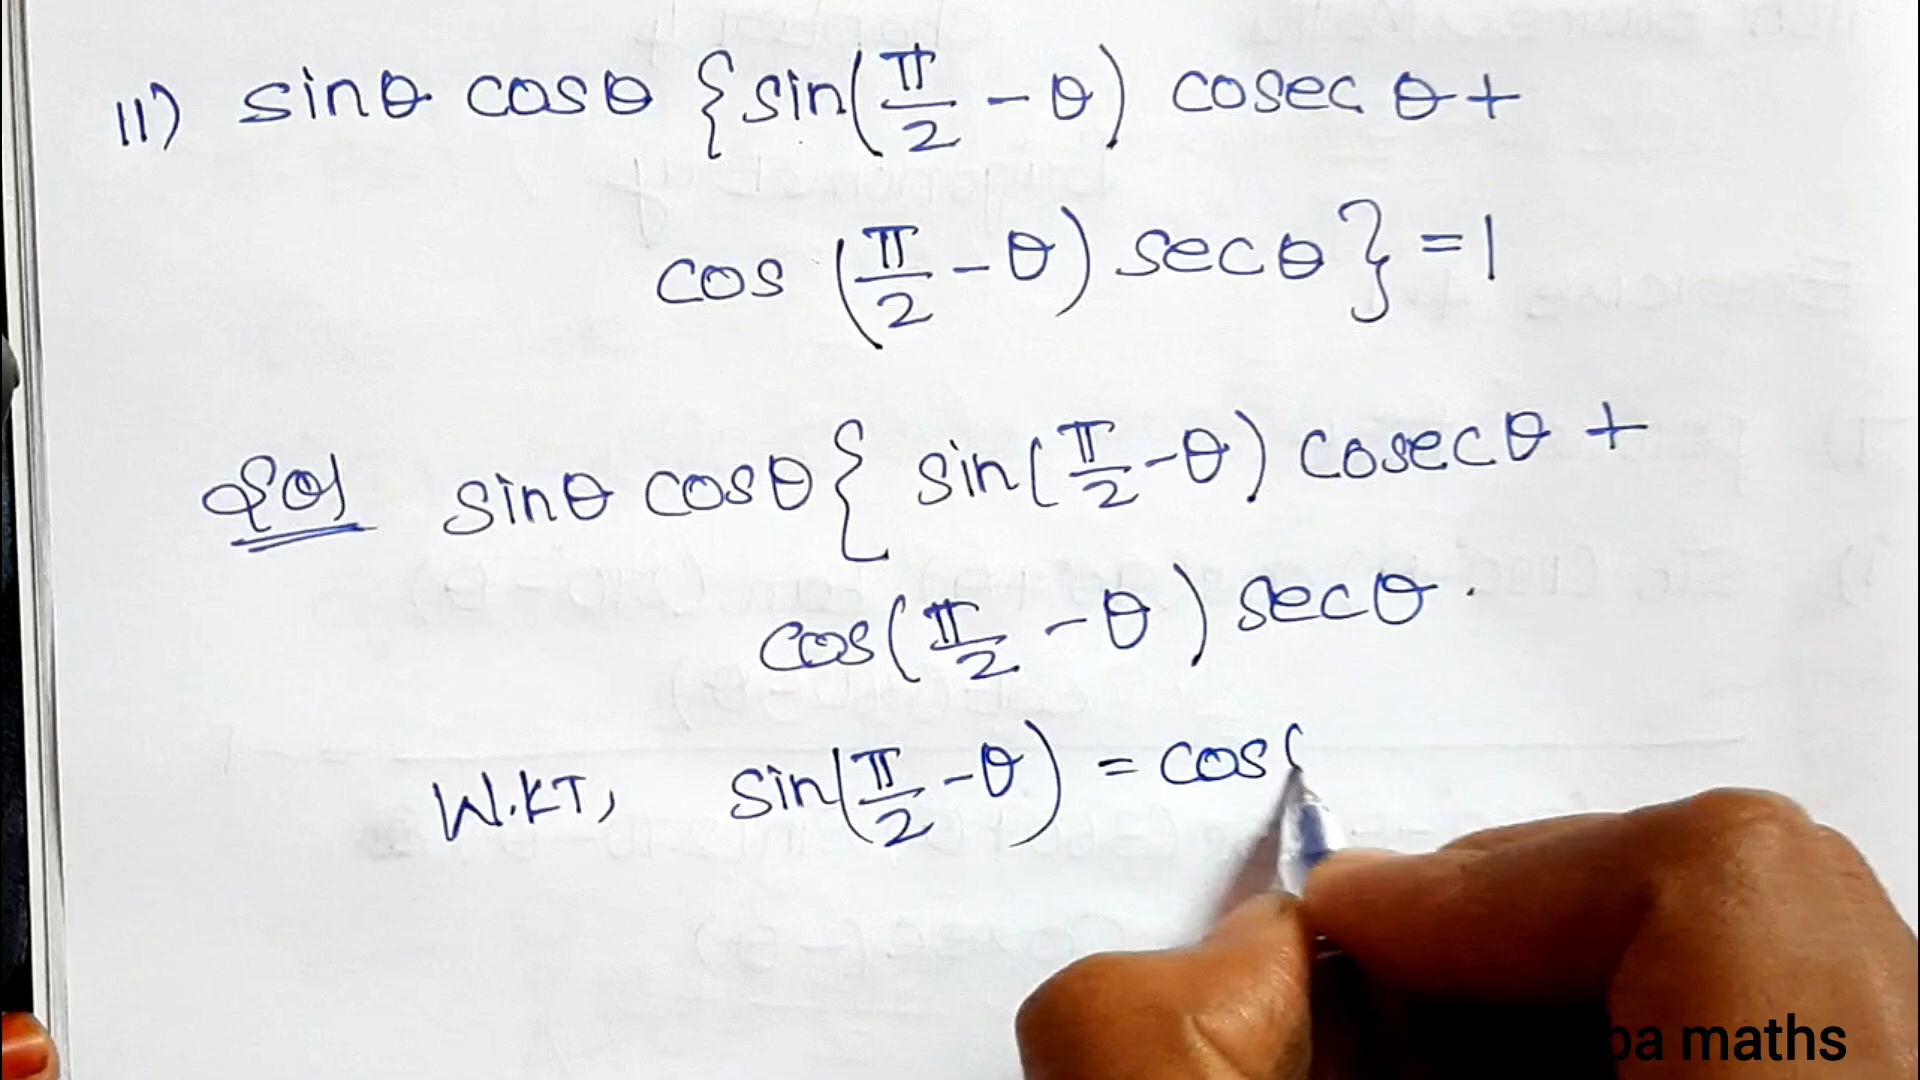 11) sinθ cosθ {sin(π/2 - θ) cosec θ +
cos (π/2 - θ) secθ} = 1
Sol sinθ cosθ { sin(π/2 - θ) cosecθ +
cos(π/2 - θ) secθ.
W.K.T, sin(π/2 - θ) = cos(
ba maths